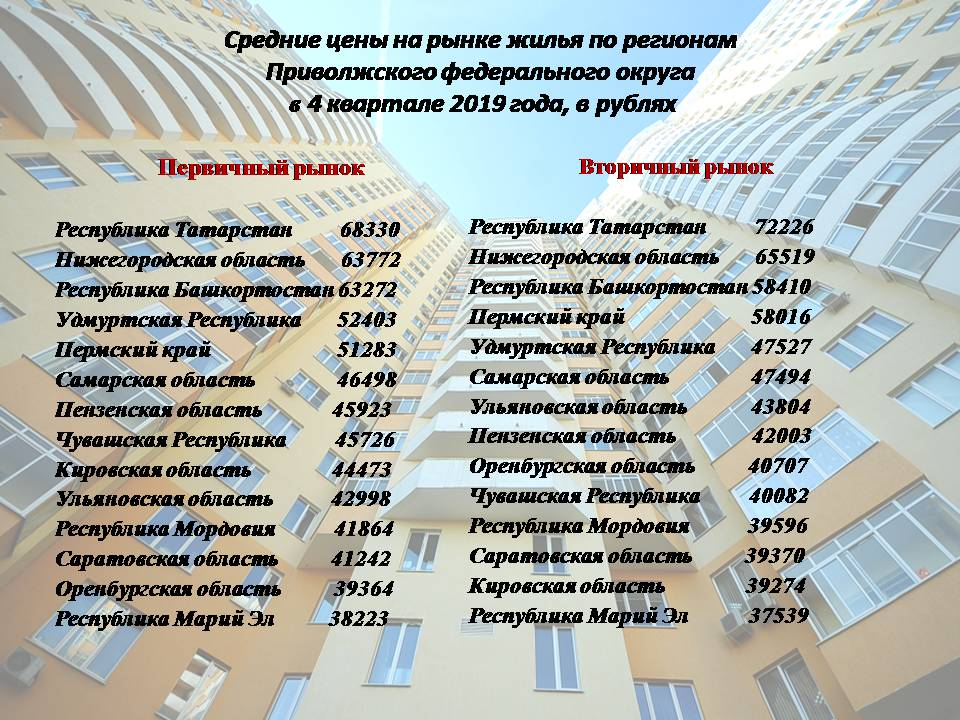 Средние цены на рынке жилья по регионам
Приволжского федерального округа
в 4 квартале 2019 года, в рублях
Первичный рынок
Республика Татарстан 68330
Нижегородская область 63772
Республика Башкортостан 63272
Удмуртская Республика 52403
Пермский край 51283
Самарская область 46498
Пензенская область 45923
Чувашская Республика 45726
Кировская область 44473
Ульяновская область 42998
Республика Мордовия 41864
Саратовская область 41242
Оренбургская область 39364
Республика Марий Эл 38223
Вторичный рынок
Республика Татарстан 72226
Нижегородская область 65519
Республика Башкортостан 58410
Пермский край 58016
Удмуртская Республика 47527
Самарская область 47494
Ульяновская область 43804
Пензенская область 42003
Оренбургская область 40707
Чувашская Республика 40082
Республика Мордовия 39596
Саратовская область 39370
Кировская область 39274
Республика Марий Эл 37539